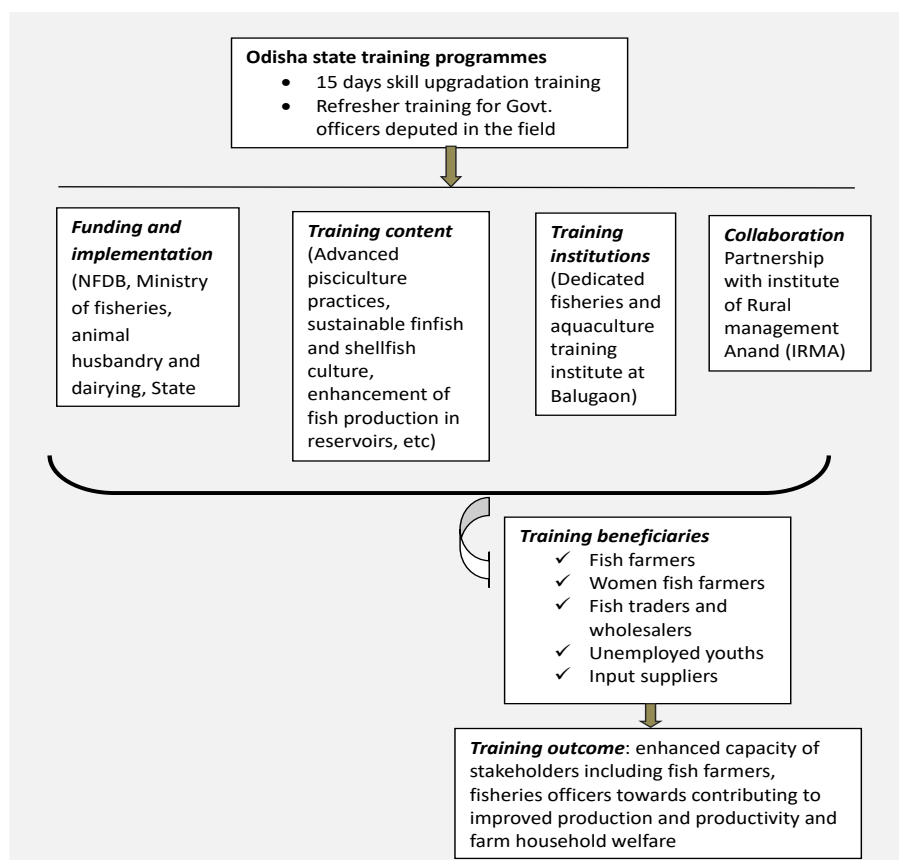 Odisha state training programmes
• 15 days skill upgradation training
• Refresher training for Govt.
officers deputed in the field
Funding and
implementation
(NFDB, Ministry
of fisheries,
animal
husbandry and
dairying, State
Training content
(Advanced
pisciculture
practices,
sustainable finfish
and shellfish
culture,
enhancement of
fish production in
reservoirs, etc)
Training
institutions
(Dedicated
fisheries and
aquaculture
training
institute at
Balugaon)
Collaboration
Partnership
with institute
of Rural
management
Anand (IRMA)
Training beneficiaries
✓ Fish farmers
✓ Women fish farmers
✓ Fish traders and
wholesalers
✓ Unemployed youths
✓ Input suppliers
Training outcome: enhanced capacity of
stakeholders including fish farmers,
fisheries officers towards contributing to
improved production and productivity and
farm household welfare